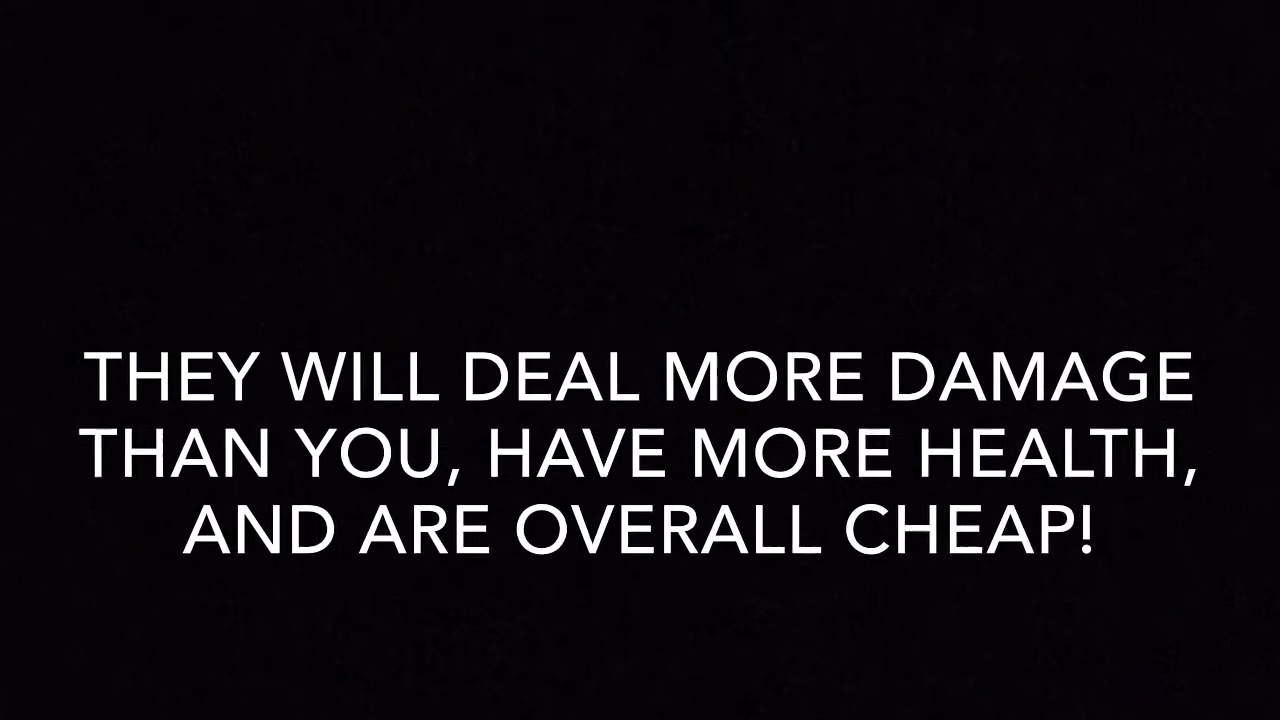 THEY WILL DEAL MORE DAMAGE
THAN YOU, HAVE MORE HEALTH,
AND ARE OVERALL CHEAP!